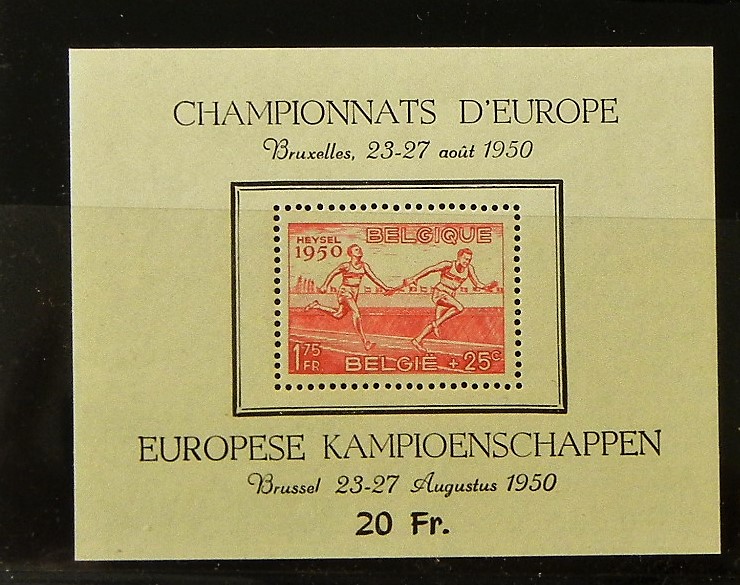 CHAMPIONNATS D'EUROPE
Bruxelles, 23-27 août 1950
HEYSEL BELGIQUE
1950
1 75 FR. BELGIË + 25c
EUROPESE KAMPIOENSCHAPPEN
Brussel 23-27 Augustus 1950
20 Fr.